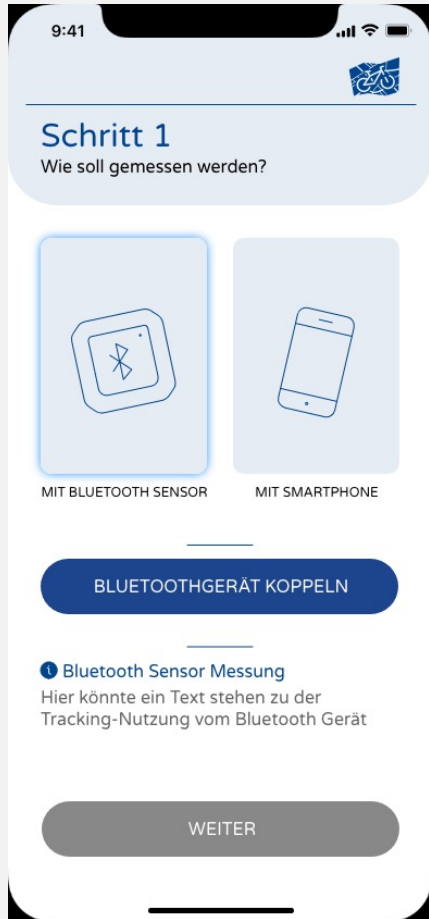 9:41
Schritt 1
Wie soll gemessen werden?
MIT BLUETOOTH SENSOR
MIT SMARTPHONE
BLUETOOTHGERÄT KOPPELN
i Bluetooth Sensor Messung
Hier könnte ein Text stehen zu der
Tracking-Nutzung vom Bluetooth Gerät
WEITER